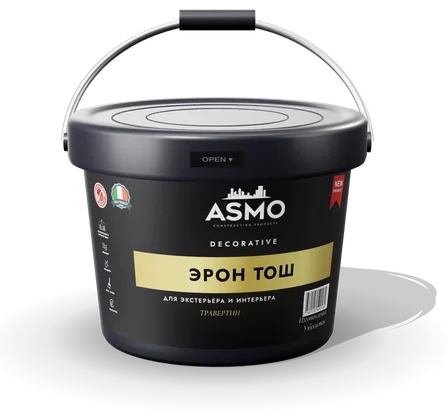 OPEN ▾
ASMO
CONSTRUCTION PRODUCTS
NEW
DECORATIVE
ЭРОН ТОШ
ДЛЯ ЭКСТЕРЬЕРА И ИНТЕРЬЕРА
ТРАВЕРТИН